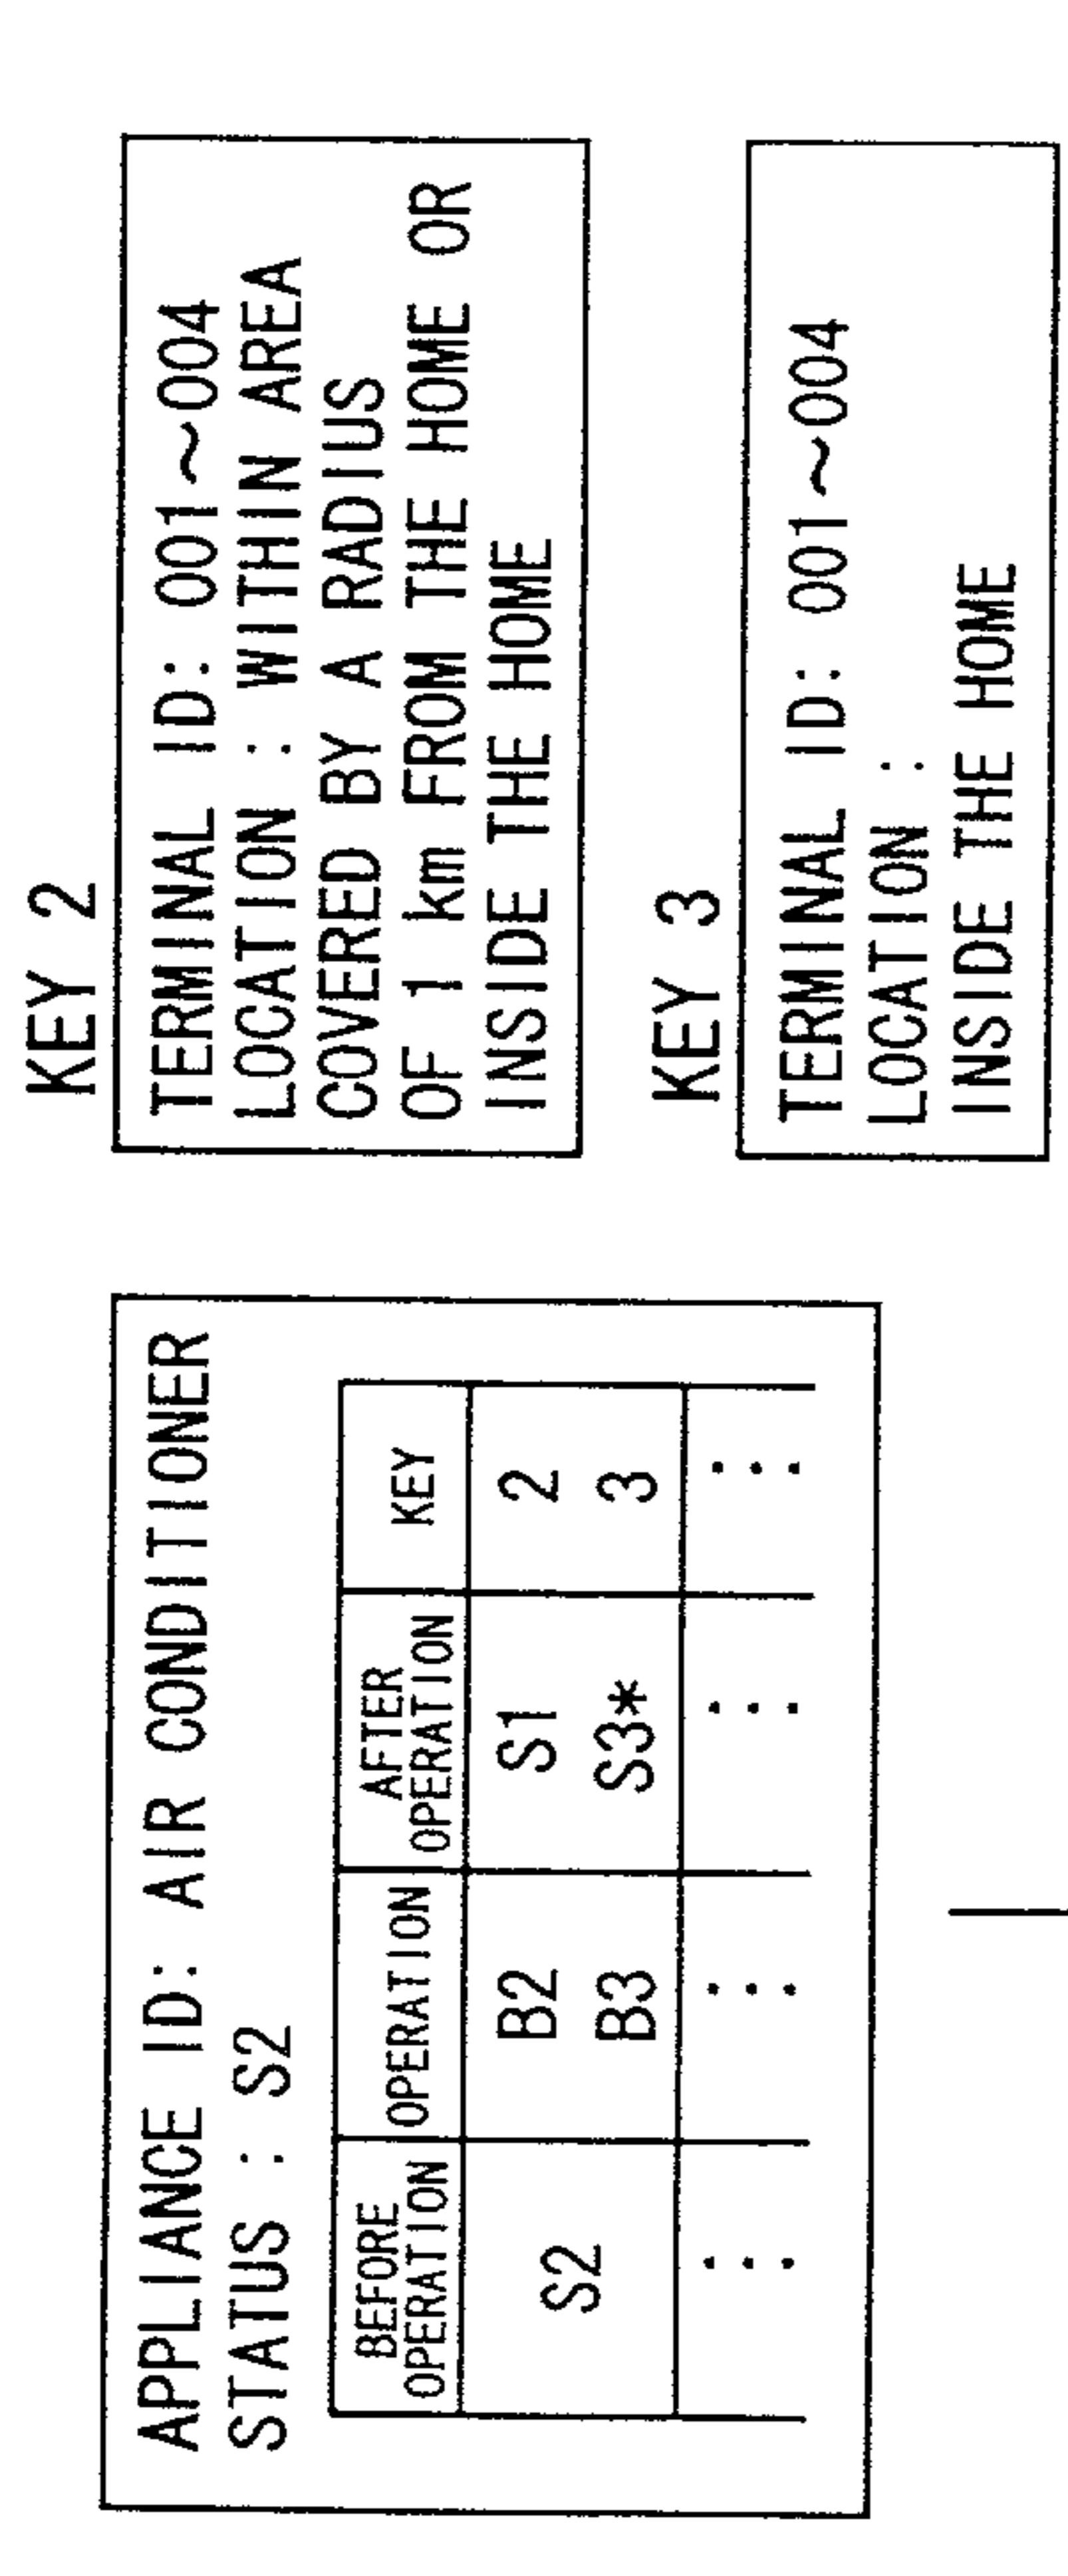 APPLIANCE ID: AIR CONDITIONER
STATUS : S2
BEFORE OPERATION | OPERATION | AFTER OPERATION | KEY
S2 | B2 | S1 | 2
B3 | S3* | 3
⋮ | ⋮ | ⋮ | ⋮
KEY 2
TERMINAL ID: 001~004
LOCATION : WITHIN AREA
COVERED BY A RADIUS
OF 1 km FROM THE HOME OR
INSIDE THE HOME
KEY 3
TERMINAL ID: 001~004
LOCATION :
INSIDE THE HOME